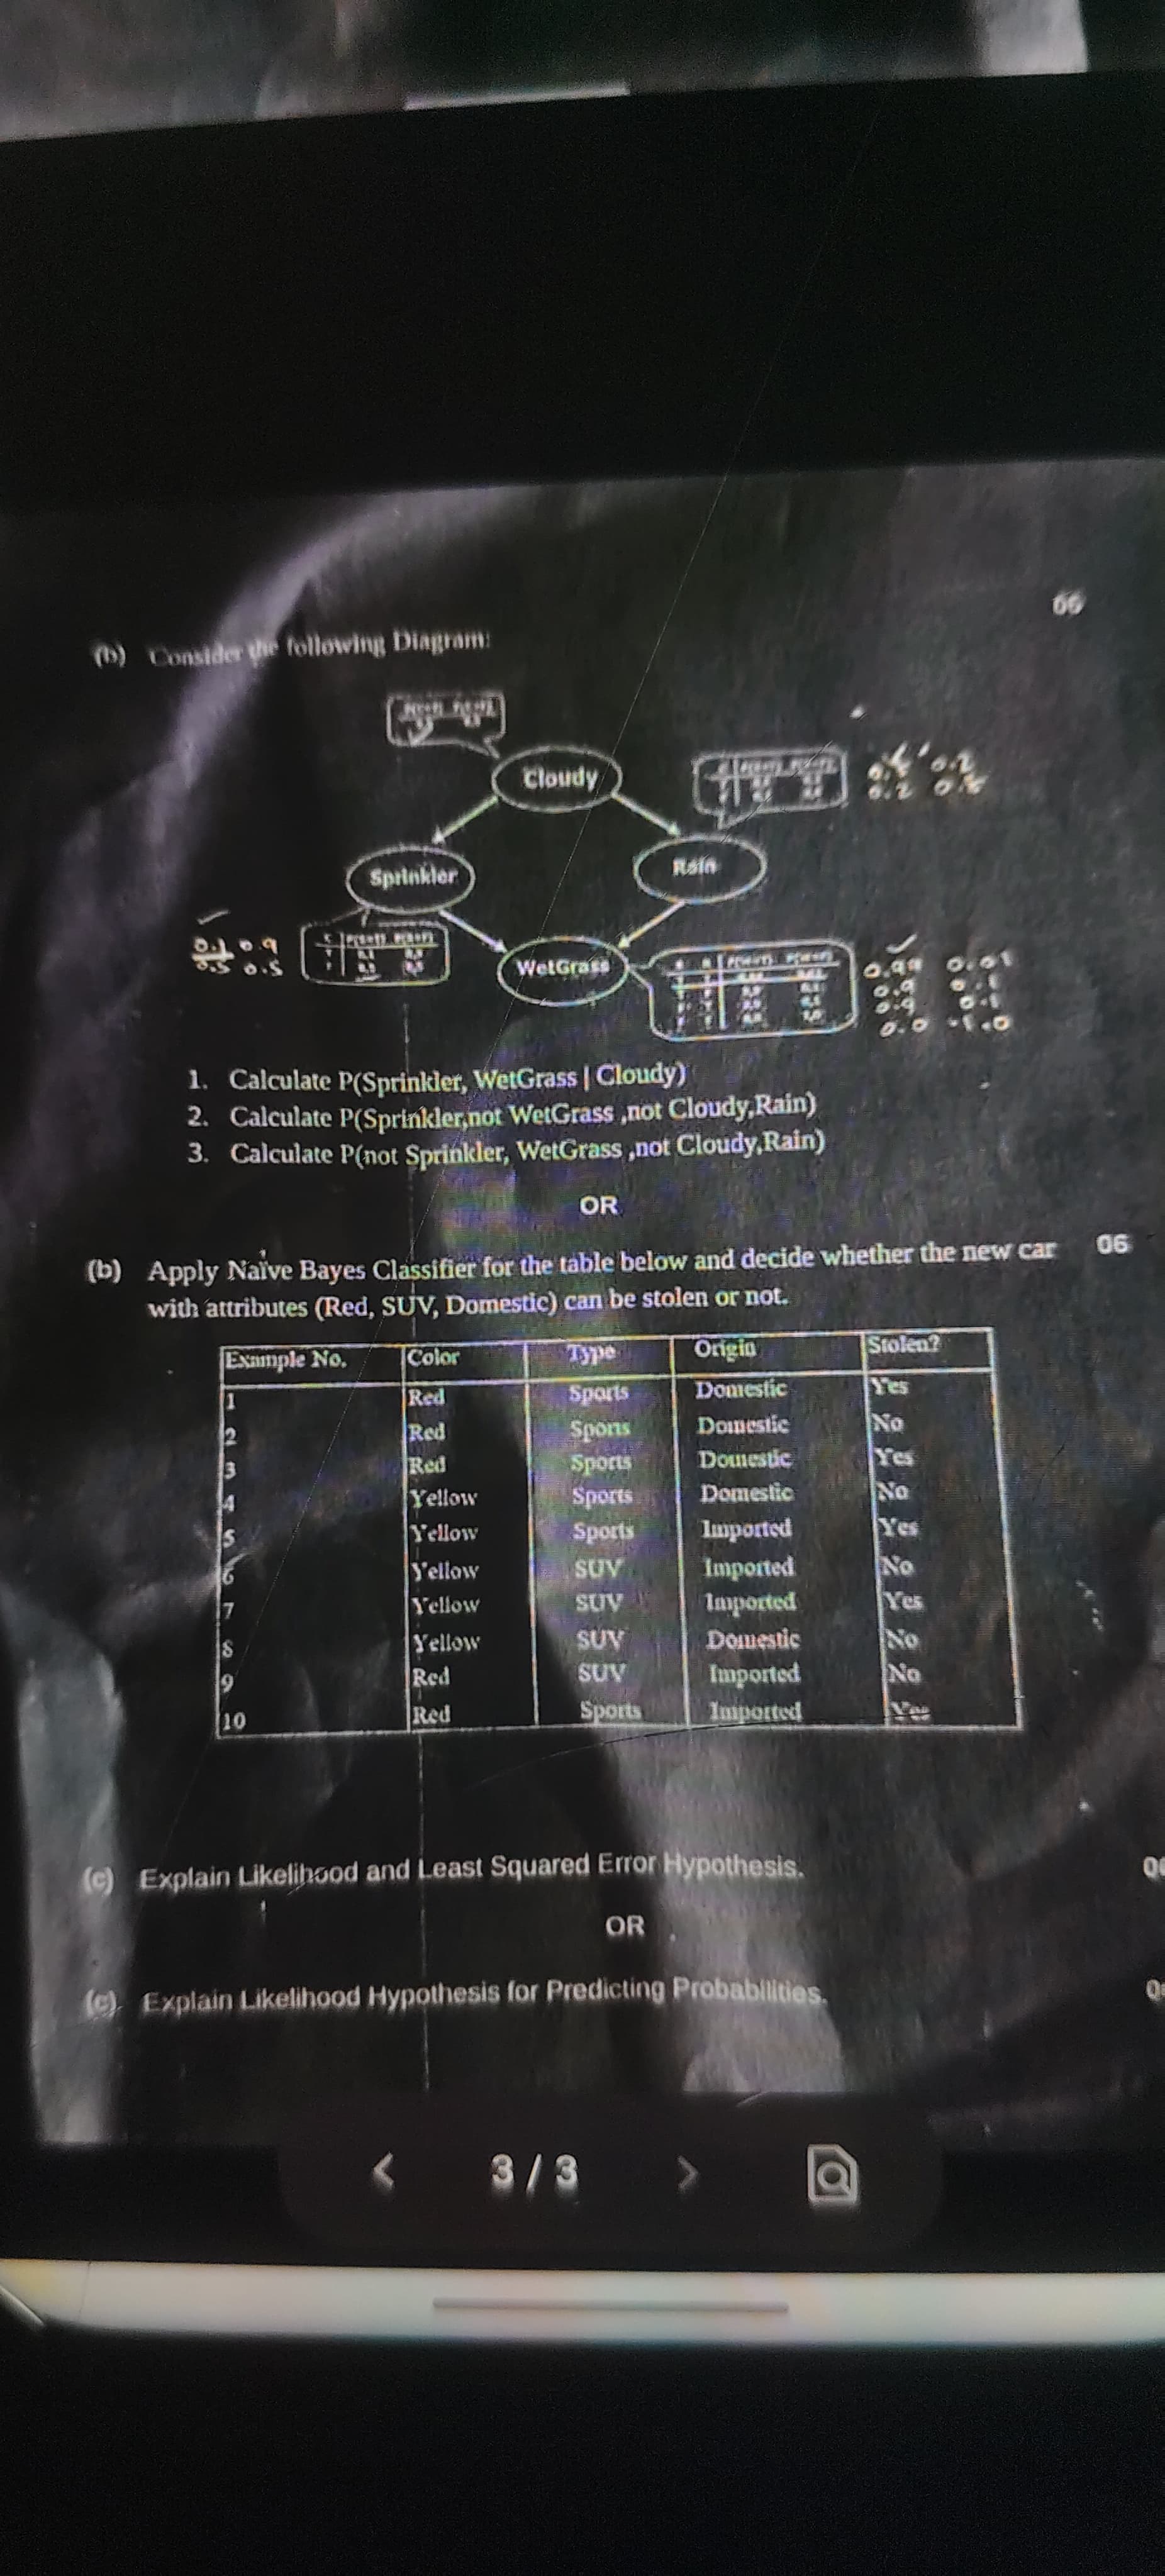 06
(b) Consider the following Diagram:
Cloudy
0.2
0.2
Sprinkler
Rain
0.1 0.9
0.5 0.5
C P(S=T) P(S=F)
WetGrass
0.99 0.01
0.9 0.1
0.9 0.1
0.0 1.0
1. Calculate P(Sprinkler, WetGrass | Cloudy)
2. Calculate P(Sprinkler,not WetGrass ,not Cloudy,Rain)
3. Calculate P(not Sprinkler, WetGrass ,not Cloudy,Rain)
OR
(b) Apply Naïve Bayes Classifier for the table below and decide whether the new car 06
with attributes (Red, SUV, Domestic) can be stolen or not.
Example No. Color Type Origin Stolen?
1 Red Sports Domestic Yes
2 Red Sports Domestic No
3 Red Sports Domestic Yes
4 Yellow Sports Domestic No
5 Yellow Sports Imported Yes
6 Yellow SUV Imported No
7 Yellow SUV Imported Yes
8 Yellow SUV Domestic No
9 Red SUV Imported No
10 Red Sports Imported Yes
(c) Explain Likelihood and Least Squared Error Hypothesis.
OR
(c) Explain Likelihood Hypothesis for Predicting Probabilities.
3 / 3